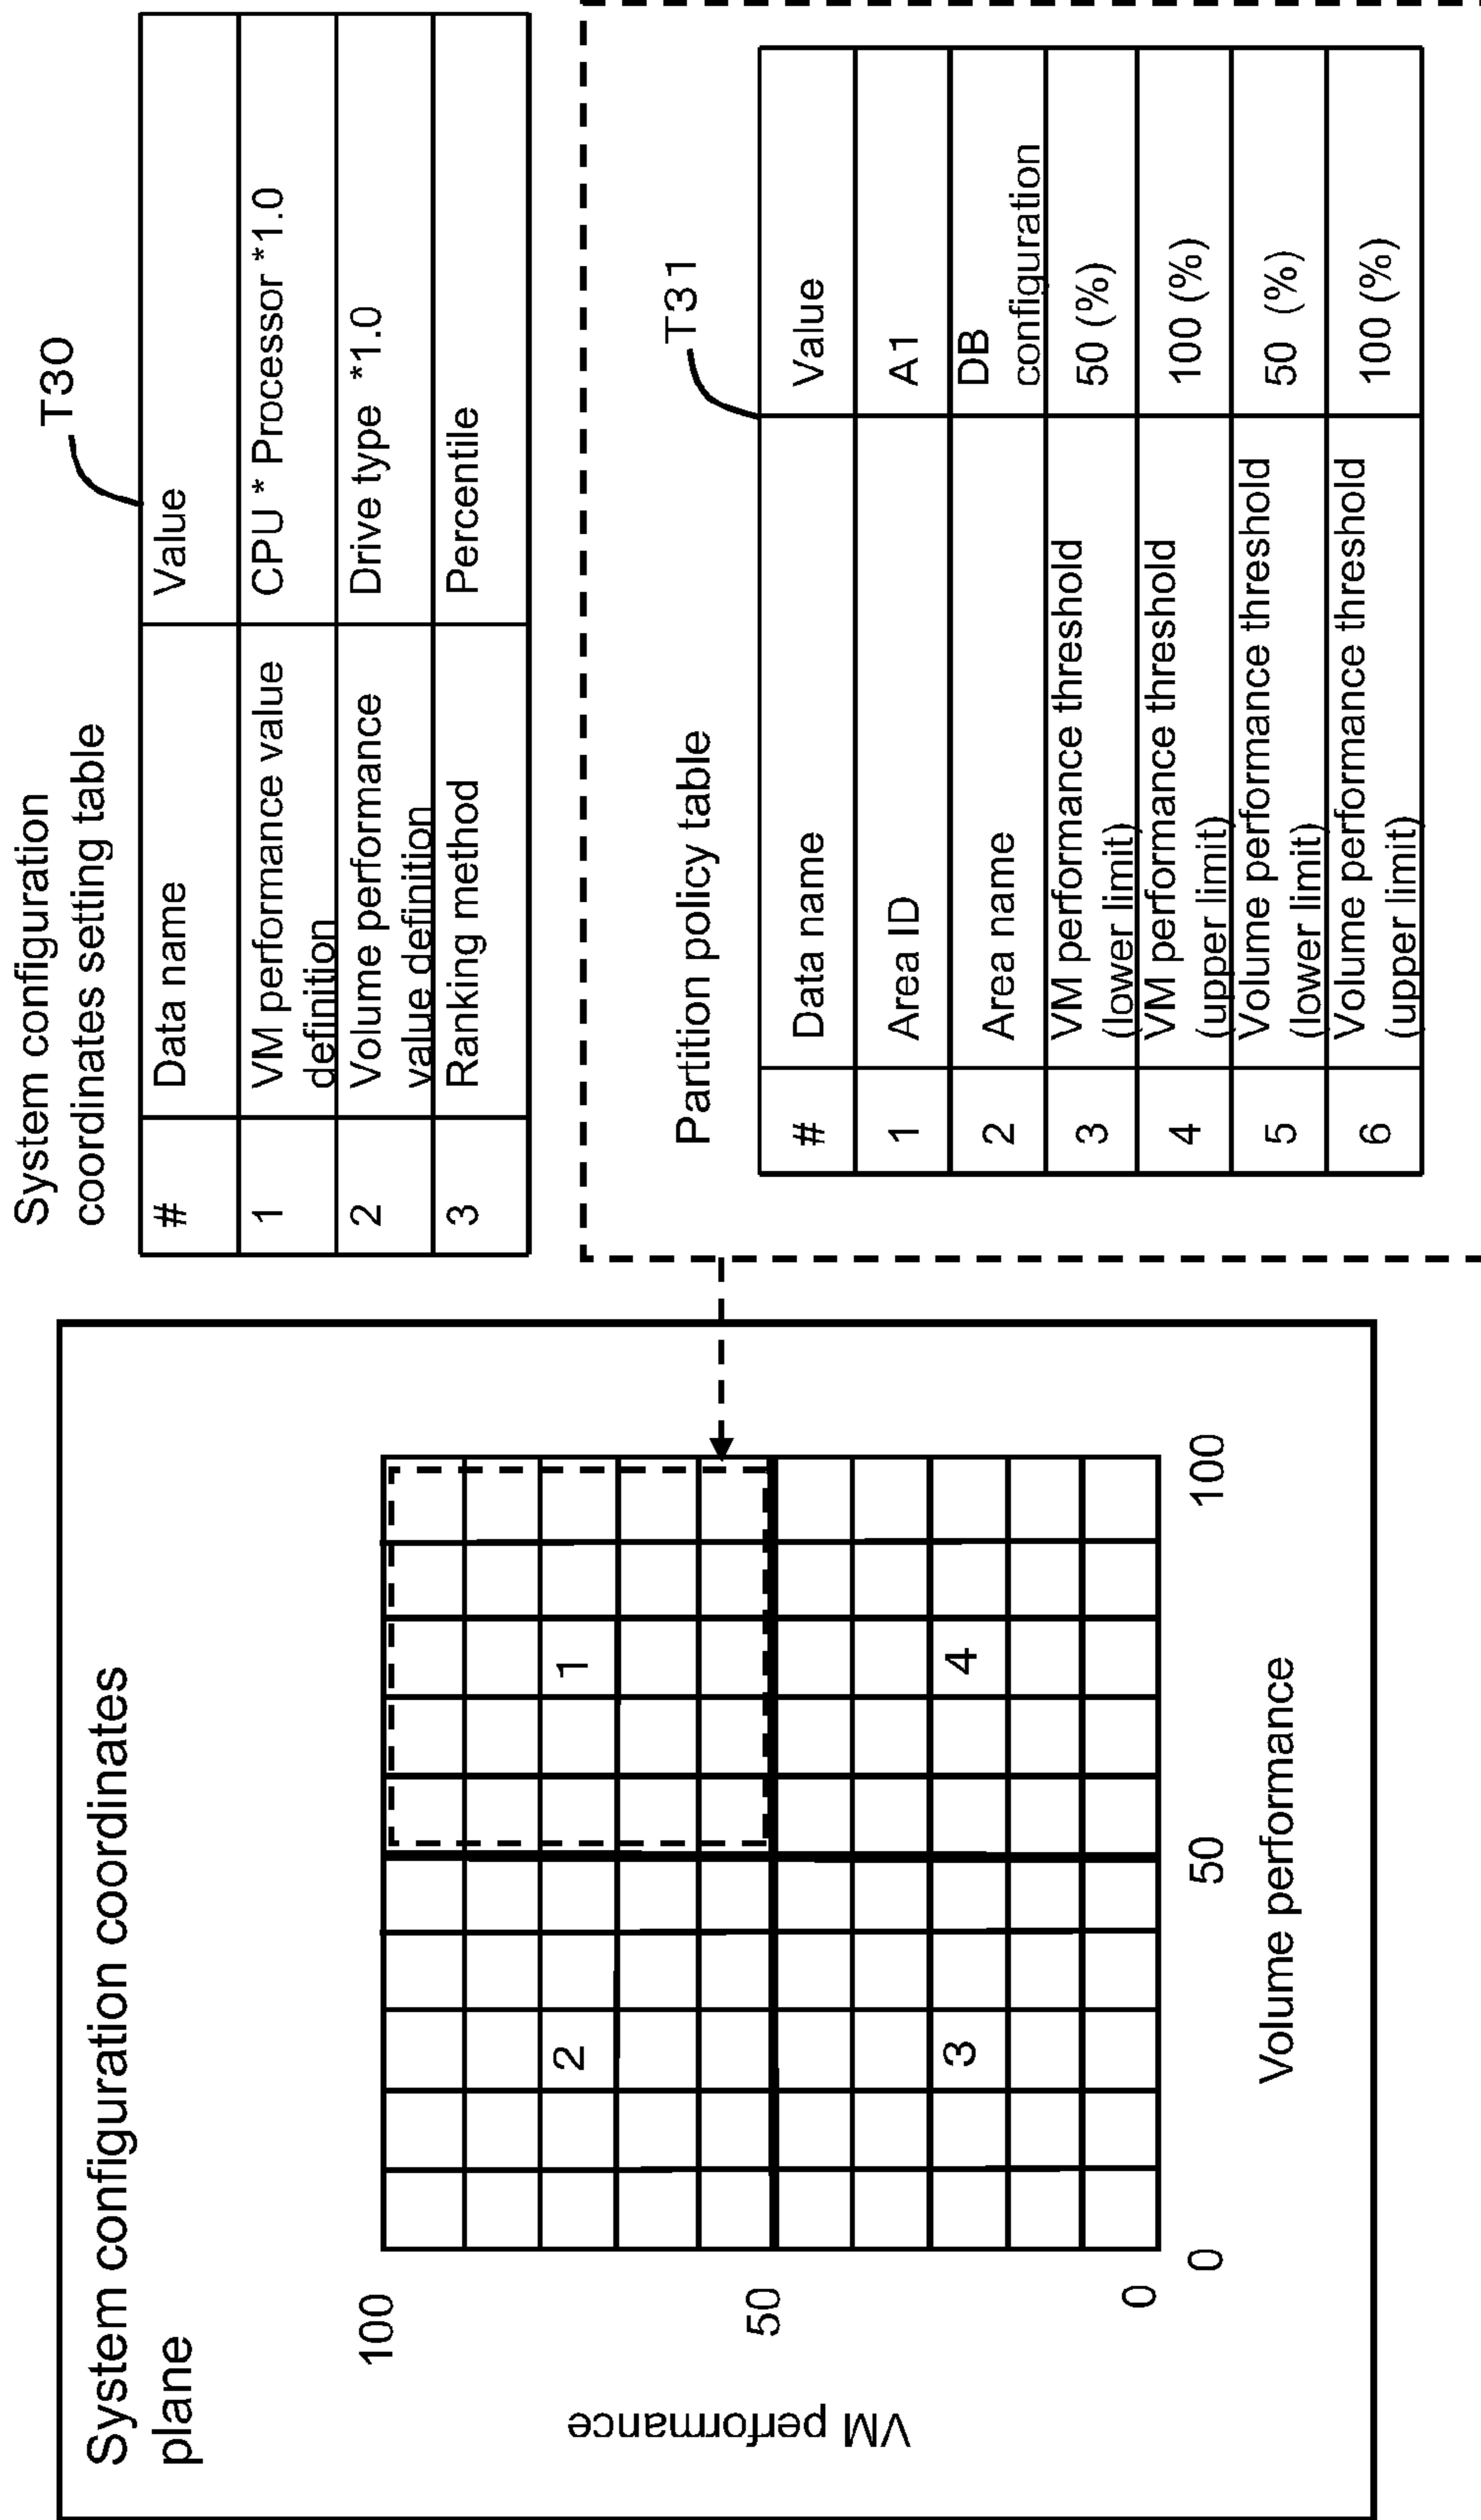 System configuration coordinates
plane
VM performance
100
50
0
0
50
100
Volume performance
1
2
3
4
System configuration
coordinates setting table
T30
# Data name Value
1 VM performance value
definition
CPU * Processor *1.0
2 Volume performance
value definition
Drive type *1.0
3 Ranking method Percentile
Partition policy table
T31
# Data name Value
1 Area ID A1
2 Area name DB
configuration
3 VM perfomance threshold
(lower limit)
50 (%)
4 VM performance threshold
(upper limit)
100 (%)
5 Volume performance threshold
(lower limit)
50 (%)
6 Volume performance threshold
(upper limit)
100 (%)